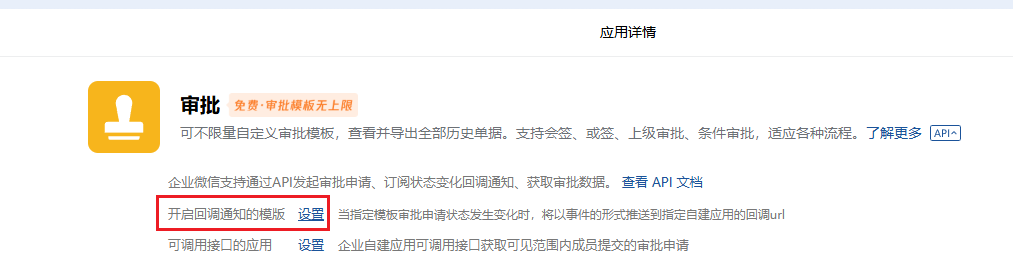 应用详情
审批 免费·审批模板无上限
可不限量自定义审批模板，查看并导出全部历史单据。支持会签、或签、上级审批、条件审批，适应各种流程。了解更多 API
企业微信支持通过API发起审批申请、订阅状态变化回调通知、获取审批数据。 查看 API 文档
开启回调通知的模版 设置 当指定模板审批申请状态发生变化时，将以事件的形式推送到指定自建应用的回调url
可调用接口的应用 设置 企业自建应用可调用接口获取可见范围内成员提交的审批申请